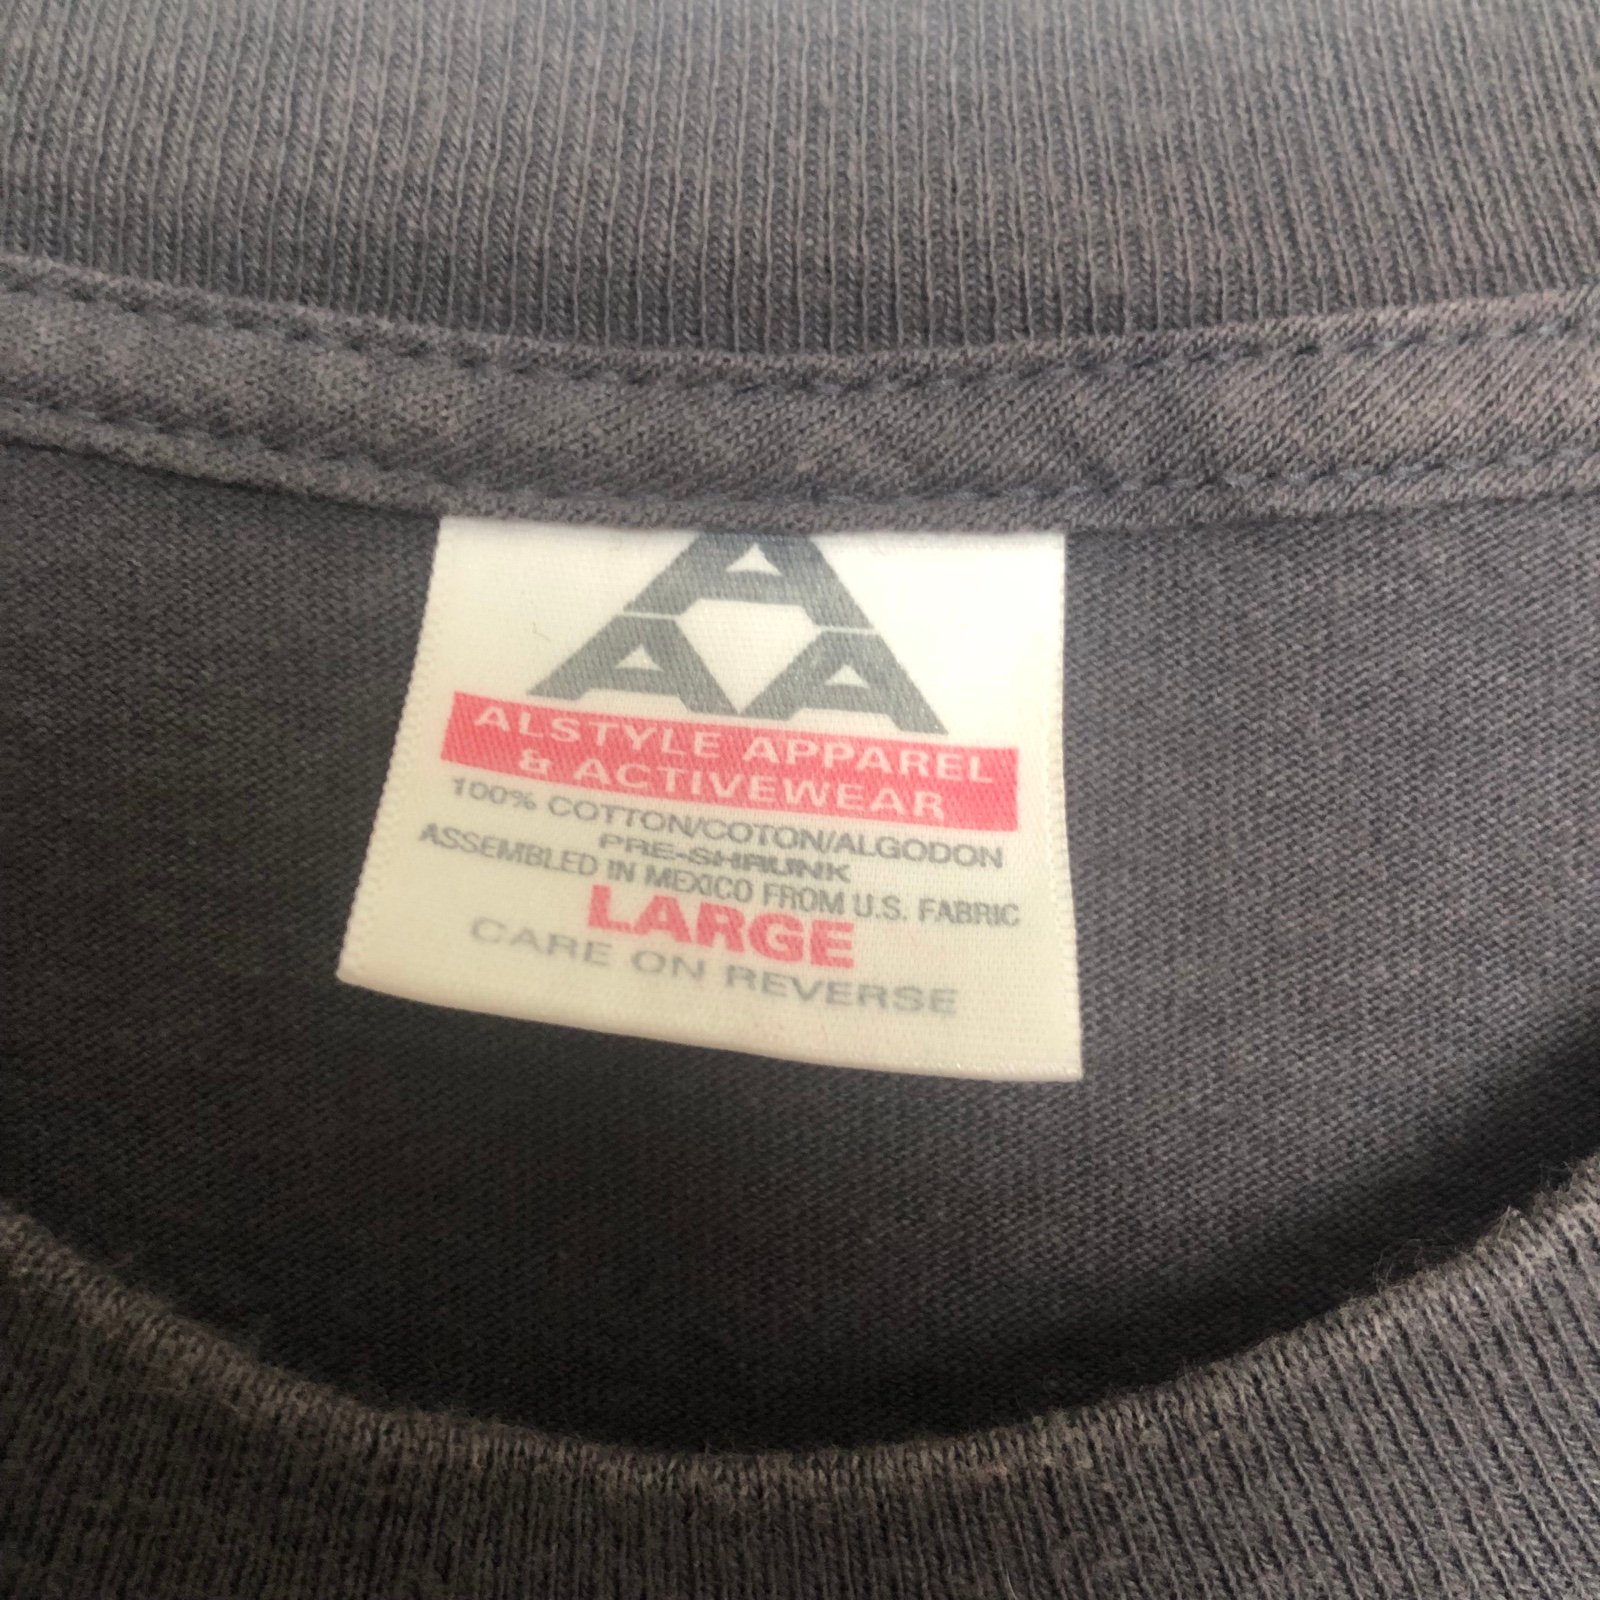 A
A A
ALSTYLE APPAREL
& ACTIVEWEAR
100% COTTON/COTON/ALGODON
PRE-SHRUNK
ASSEMBLED IN MEXICO FROM U.S. FABRIC
LARGE
CARE ON REVERSE